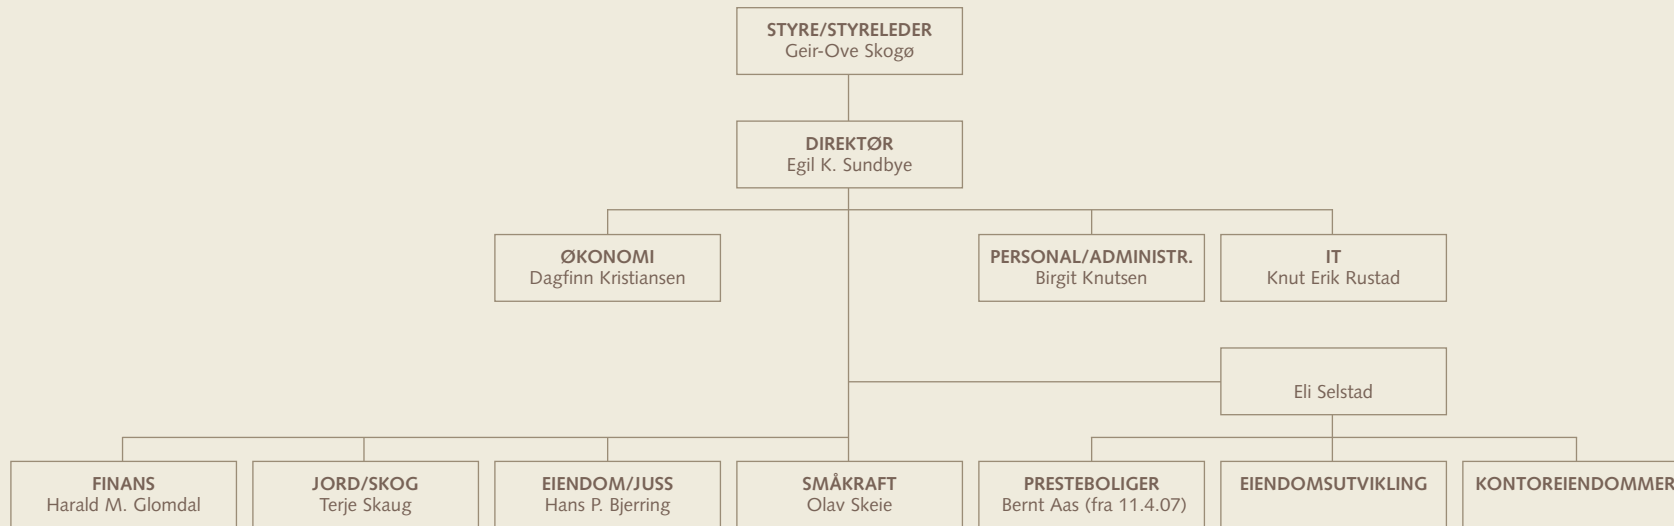 STYRE/STYRELEDER
Geir-Ove Skogø
DIREKTØR
Egil K. Sundbye
ØKONOMI
Dagfinn Kristiansen
PERSONAL/ADMINISTR.
Birgit Knutsen
IT
Knut Erik Rustad
Eli Selstad
FINANS
Harald M. Glomdal
JORD/SKOG
Terje Skaug
EIENDOM/JUSS
Hans P. Bjerring
SMÅKRAFT
Olav Skeie
PRESTEBOLIGER
Bernt Aas (fra 11.4.07)
EIENDOMSUTVIKLING
KONTOREIENDOMMER